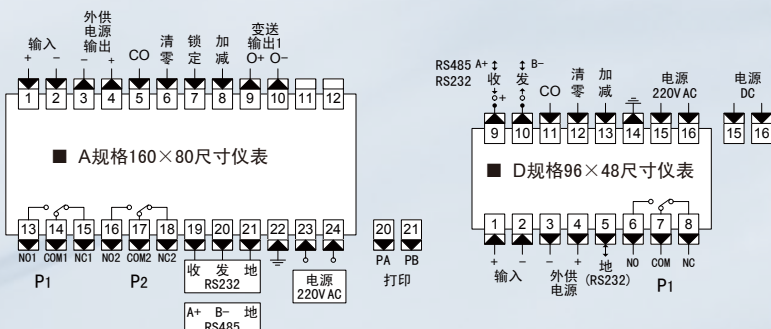 外供
电源
输出
输入
+ − − +
CO
清零
锁定
加减
变送
输出1
O+ O−
1 2 3 4 5 6 7 8 9 10 11 12
■ A规格160×80尺寸仪表
13 14 15 16 17 18 19 20 21 22 23 24
NO1 COM1 NC1 NO2 COM2 NC2
P1 P2
收 发 地
RS232
A+ B- 地
RS485
电源
220V AC
20 21
PA PB
打印
RS485 A+ B-
RS232 收 发
+
CO
清零
加减
电源
220V AC
电源
DC
9 10 11 12 13 14 15 16
15 16
■ D规格96×48尺寸仪表
1 2 3 4 5 6 7 8
+ − − +
输入
外供
电源
地
(RS232)
NO COM NC
P1